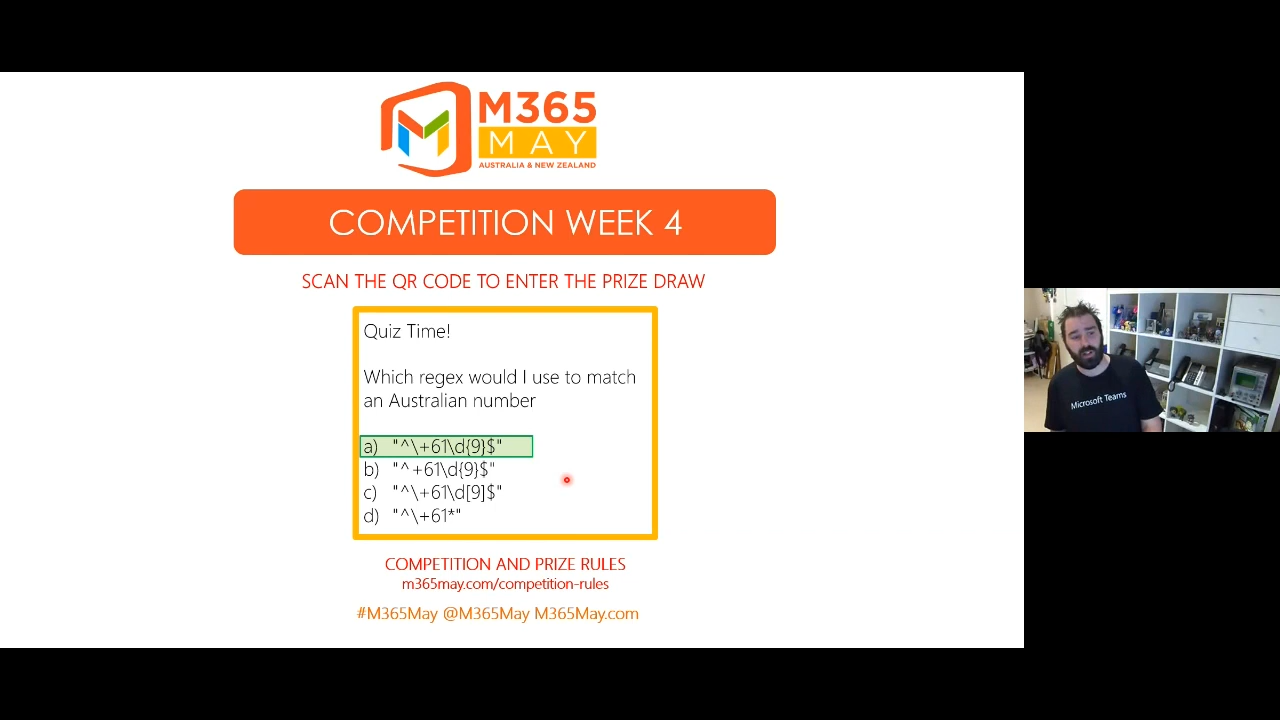 M365
MAY
AUSTRALIA & NEW ZEALAND
COMPETITION WEEK 4
SCAN THE QR CODE TO ENTER THE PRIZE DRAW
Quiz Time!
Which regex would I use to match
an Australian number
a) "^\+61\d{9}$"
b) "^+61\d{9}$"
c) "^\+61\d[9]$"
d) "^\+61*"
COMPETITION AND PRIZE RULES
m365may.com/competition-rules
#M365May @M365May M365May.com
Microsoft Teams